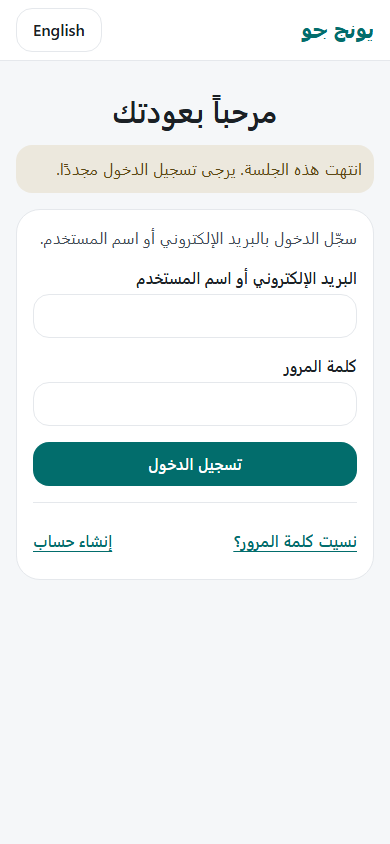 يونج جو
English
مرحباً بعودتك
انتهت هذه الجلسة. يرجى تسجيل الدخول مجددًا.
سجّل الدخول بالبريد الإلكتروني أو اسم المستخدم.
البريد الإلكتروني أو اسم المستخدم
كلمة المرور
تسجيل الدخول
نسيت كلمة المرور؟
إنشاء حساب